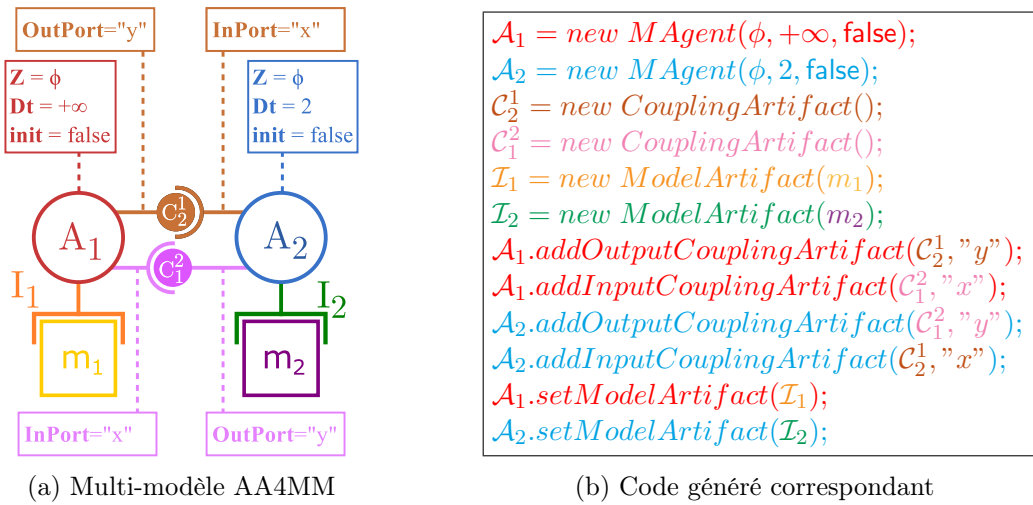 OutPort="y"
InPort="x"
Z = ϕ
Dt = +∞
init = false
Z = ϕ
Dt = 2
init = false
A₁
C₂¹
A₂
C₁²
I₁
I₂
m₁
m₂
InPort="x"
OutPort="y"
(a) Multi-modèle AA4MM
𝒜₁ = new MAgent(ϕ, +∞, false);
𝒜₂ = new MAgent(ϕ, 2, false);
𝒞₂¹ = new CouplingArtifact();
𝒞₁² = new CouplingArtifact();
ℐ₁ = new ModelArtifact(m₁);
ℐ₂ = new ModelArtifact(m₂);
𝒜₁.addOutputCouplingArtifact(𝒞₂¹, ”y”);
𝒜₁.addInputCouplingArtifact(𝒞₁², ”x”);
𝒜₂.addOutputCouplingArtifact(𝒞₁², ”y”);
𝒜₂.addInputCouplingArtifact(𝒞₂¹, ”x”);
𝒜₁.setModelArtifact(ℐ₁);
𝒜₂.setModelArtifact(ℐ₂);
(b) Code généré correspondant